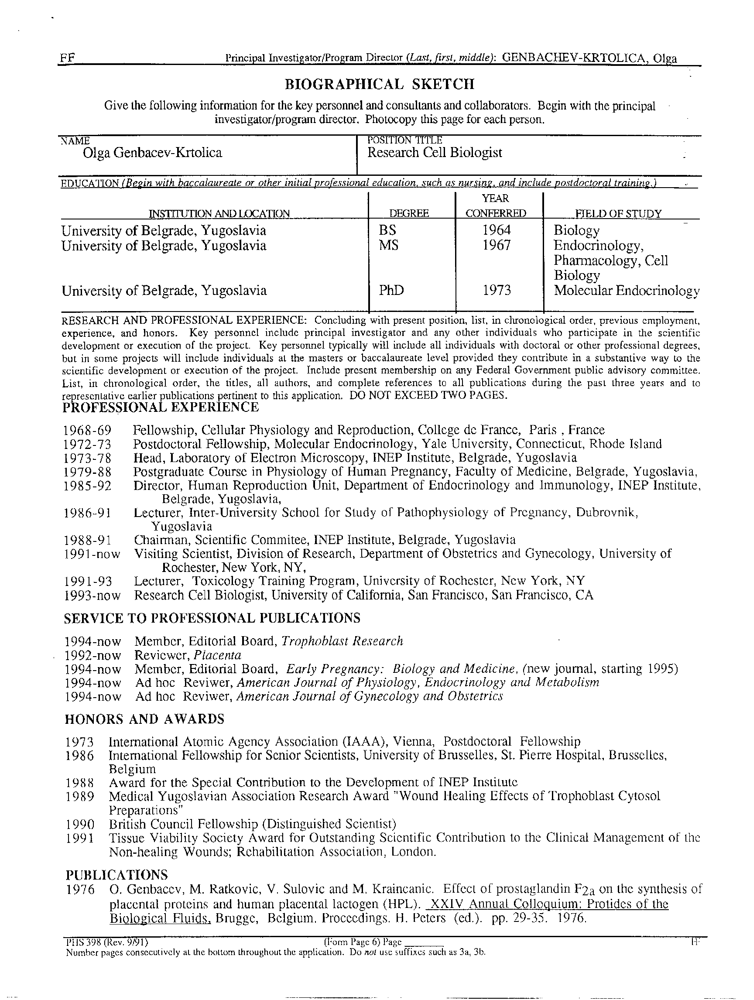 FF Principal Investigator/Program Director (Last, first, middle): GENBACHEV-KRTOLICA, Olga
BIOGRAPHICAL SKETCH
Give the following information for the key personnel and consultants and collaborators. Begin with the principal
investigator/program director. Photocopy this page for each person.
NAME
Olga Genbacev-Krtolica
POSITION TITLE
Research Cell Biologist
EDUCATION (Begin with baccalaureate or other initial professional education, such as nursing, and include postdoctoral training.)
INSTITUTION AND LOCATION DEGREE YEAR CONFERRED FIELD OF STUDY
University of Belgrade, Yugoslavia BS 1964 Biology
University of Belgrade, Yugoslavia MS 1967 Endocrinology,
Pharmacology, Cell
Biology
University of Belgrade, Yugoslavia PhD 1973 Molecular Endocrinology
RESEARCH AND PROFESSIONAL EXPERIENCE: Concluding with present position, list, in chronological order, previous employment,
experience, and honors. Key personnel include principal investigator and any other individuals who participate in the scientific
development or execution of the project. Key personnel typically will include all individuals with doctoral or other professional degrees,
but in some projects will include individuals at the masters or baccalaureate level provided they contribute in a substantive way to the
scientific development or execution of the project. Include present membership on any Federal Government public advisory committee.
List, in chronological order, the titles, all authors, and complete references to all publications during the past three years and to
representative earlier publications pertinent to this application. DO NOT EXCEED TWO PAGES.
PROFESSIONAL EXPERIENCE
1968-69 Fellowship, Cellular Physiology and Reproduction, College de France, Paris , France
1972-73 Postdoctoral Fellowship, Molecular Endocrinology, Yale University, Connecticut, Rhode Island
1973-78 Head, Laboratory of Electron Microscopy, INEP Institute, Belgrade, Yugoslavia
1979-88 Postgraduate Course in Physiology of Human Pregnancy, Faculty of Medicine, Belgrade, Yugoslavia,
1985-92 Director, Human Reproduction Unit, Department of Endocrinology and Immunology, INEP Institute,
Belgrade, Yugoslavia,
1986-91 Lecturer, Inter-University School for Study of Pathophysiology of Pregnancy, Dubrovnik,
Yugoslavia
1988-91 Chairman, Scientific Commitee, INEP Institute, Belgrade, Yugoslavia
1991-now Visiting Scientist, Division of Research, Department of Obstetrics and Gynecology, University of
Rochester, New York, NY,
1991-93 Lecturer, Toxicology Training Program, University of Rochester, New York, NY
1993-now Research Cell Biologist, University of California, San Francisco, San Francisco, CA
SERVICE TO PROFESSIONAL PUBLICATIONS
1994-now Member, Editorial Board, Trophoblast Research
1992-now Reviewer, Placenta
1994-now Member, Editorial Board, Early Pregnancy: Biology and Medicine, (new journal, starting 1995)
1994-now Ad hoc Reviwer, American Journal of Physiology, Endocrinology and Metabolism
1994-now Ad hoc Reviwer, American Journal of Gynecology and Obstetrics
HONORS AND AWARDS
1973 International Atomic Agency Association (IAAA), Vienna, Postdoctoral Fellowship
1986 International Fellowship for Senior Scientists, University of Brusselles, St. Pierre Hospital, Brusselles,
Belgium
1988 Award for the Special Contribution to the Development of INEP Institute
1989 Medical Yugoslavian Association Research Award "Wound Healing Effects of Trophoblast Cytosol
Preparations"
1990 British Council Fellowship (Distinguished Scientist)
1991 Tissue Viability Society Award for Outstanding Scientific Contribution to the Clinical Management of the
Non-healing Wounds; Rehabilitation Association, London.
PUBLICATIONS
1976 O. Genbacev, M. Ratkovic, V. Sulovic and M. Kraincanic. Effect of prostaglandin F2a on the synthesis of
placental proteins and human placental lactogen (HPL). XXIV Annual Colloquium: Protides of the
Biological Fluids, Brugge, Belgium. Proceedings. H. Peters (ed.). pp. 29-35. 1976.
PHS 398 (Rev. 9/91) (Form Page 6) Page ______ FF
Number pages consecutively at the bottom throughout the application. Do not use suffixes such as 3a, 3b.